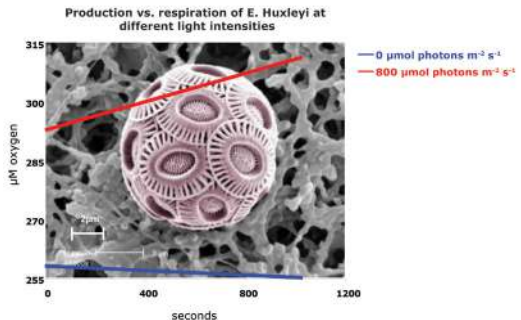 Production vs. respiration of E. Huxleyi at
different light intensities
315
300
285
270
255
μM oxygen
2μm
0
400
800
1200
seconds
0 μmol photons m⁻² s⁻¹
800 μmol photons m⁻² s⁻¹